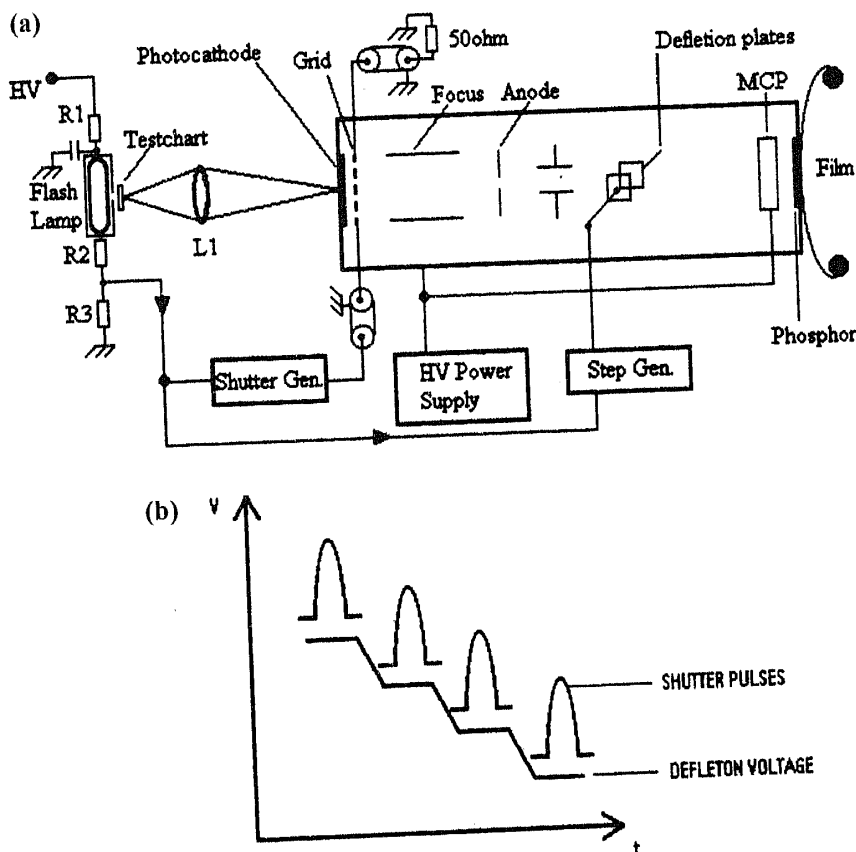 (a)
HV
R1
Flash
Lamp
R2
R3
Testchart
L1
Photocathode
Grid
50ohm
Focus
Anode
Defletion plates
MCP
Film
Phosphor
Shutter Gen.
HV Power
Supply
Step Gen.
(b)
V
SHUTTER PULSES
DEFLETON VOLTAGE
t